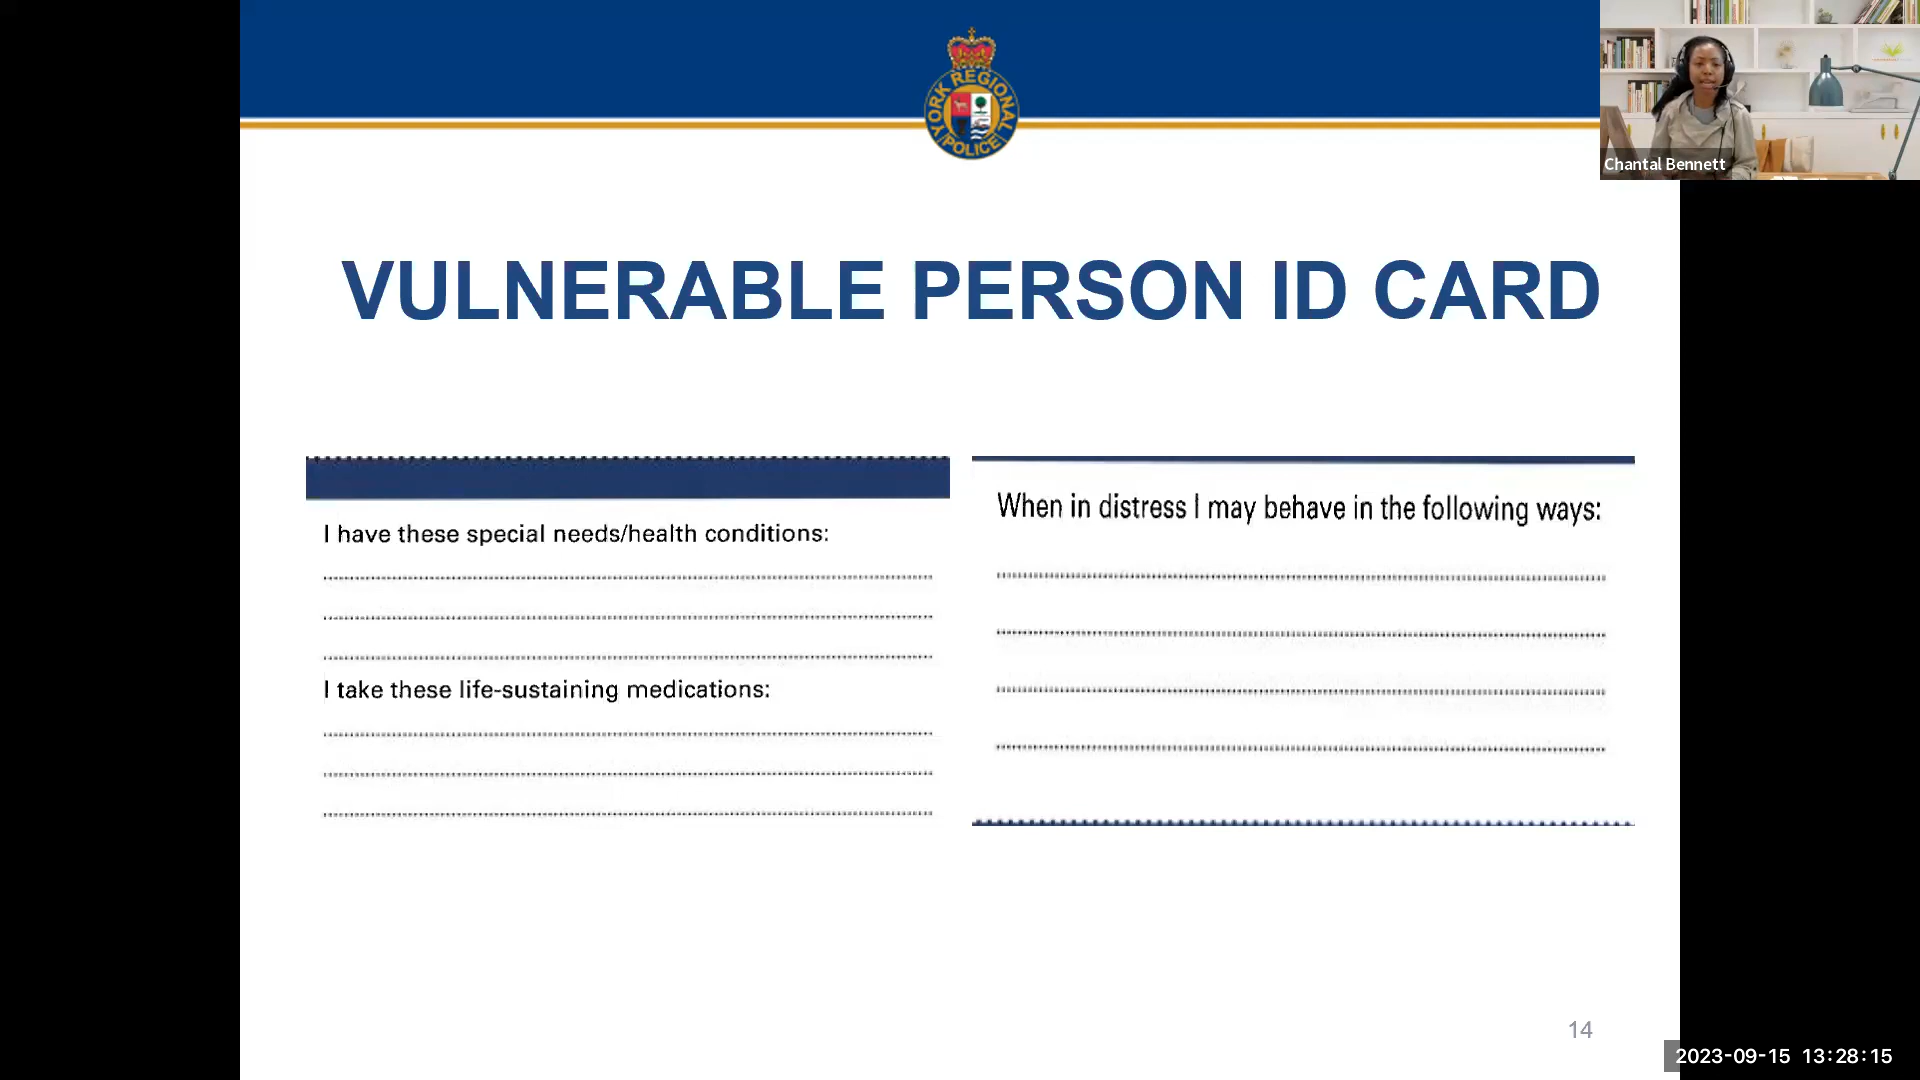 YORK REGIONAL
POLICE
Chantal Bennett
VULNERABLE PERSON ID CARD
I have these special needs/health conditions:
I take these life-sustaining medications:
When in distress I may behave in the following ways:
14
2023-09-15 13:28:15